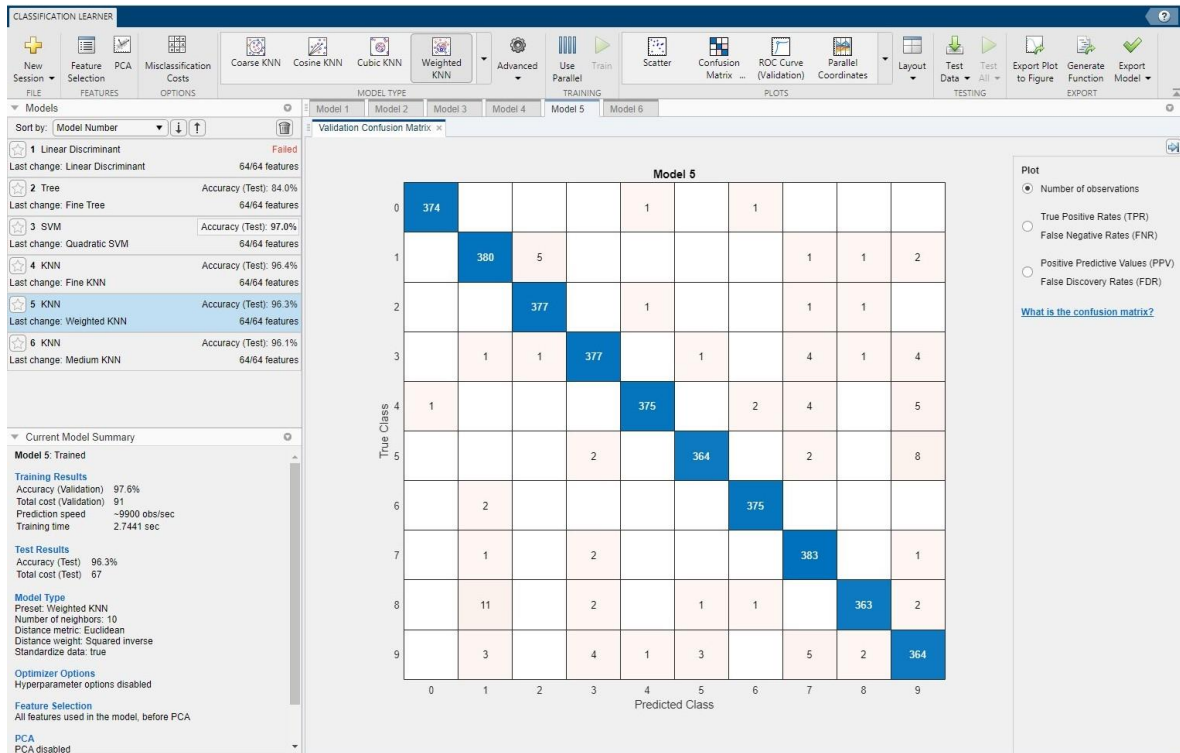 CLASSIFICATION LEARNER
?
New Session
Feature Selection
PCA
Misclassification Costs
Coarse KNN
Cosine KNN
Cubic KNN
Weighted KNN
Advanced
Use Parallel
Train
Scatter
Confusion Matrix ...
ROC Curve (Validation)
Parallel Coordinates
Layout
Test Data
Test All
Export Plot to Figure
Generate Function
Export Model
FILE FEATURES OPTIONS MODEL TYPE TRAINING PLOTS TESTING EXPORT
Models
Sort by: Model Number
1 Linear Discriminant Failed
Last change: Linear Discriminant 64/64 features
2 Tree Accuracy (Test): 84.0%
Last change: Fine Tree 64/64 features
3 SVM Accuracy (Test): 97.0%
Last change: Quadratic SVM 64/64 features
4 KNN Accuracy (Test): 96.4%
Last change: Fine KNN 64/64 features
5 KNN Accuracy (Test): 96.3%
Last change: Weighted KNN 64/64 features
6 KNN Accuracy (Test): 96.1%
Last change: Medium KNN 64/64 features
Current Model Summary
Model 5: Trained
Training Results
Accuracy (Validation) 97.6%
Total cost (Validation) 91
Prediction speed ~9900 obs/sec
Training time 2.7441 sec
Test Results
Accuracy (Test) 96.3%
Total cost (Test) 67
Model Type
Preset: Weighted KNN
Number of neighbors: 10
Distance metric: Euclidean
Distance weight: Squared inverse
Standardize data: true
Optimizer Options
Hyperparameter options disabled
Feature Selection
All features used in the model, before PCA
PCA
PCA disabled
Model 1 Model 2 Model 3 Model 4 Model 5 Model 6
Validation Confusion Matrix ×
Model 5
True Class
0 374 1 1
1 380 5 1 1 2
2 377 1 1 1
3 1 1 377 1 4 1 4
4 1 375 2 4 5
5 2 364 2 8
6 2 375
7 1 2 383 1
8 11 2 1 1 363 2
9 3 4 1 3 5 2 364
0 1 2 3 4 5 6 7 8 9
Predicted Class
Plot
Number of observations
True Positive Rates (TPR)
False Negative Rates (FNR)
Positive Predictive Values (PPV)
False Discovery Rates (FDR)
What is the confusion matrix?